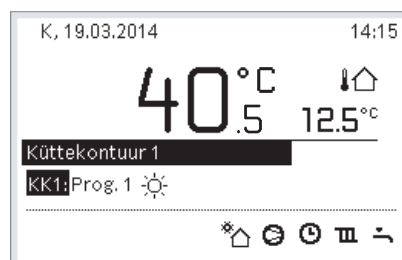 K, 19.03.2014 14:15
40.5 °C
12.5 °C
Küttekontuur 1
KK1: Prog. 1